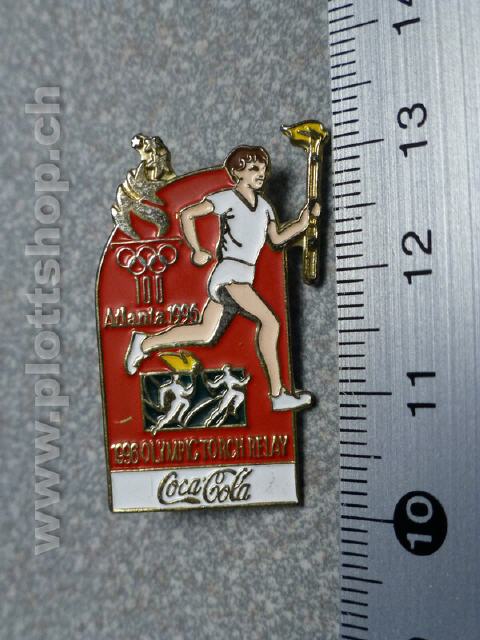 www.plottshop.ch
Atlanta 1996
1996 OLYMPIC TORCH RELAY
Coca-Cola
14
13
12
11
10